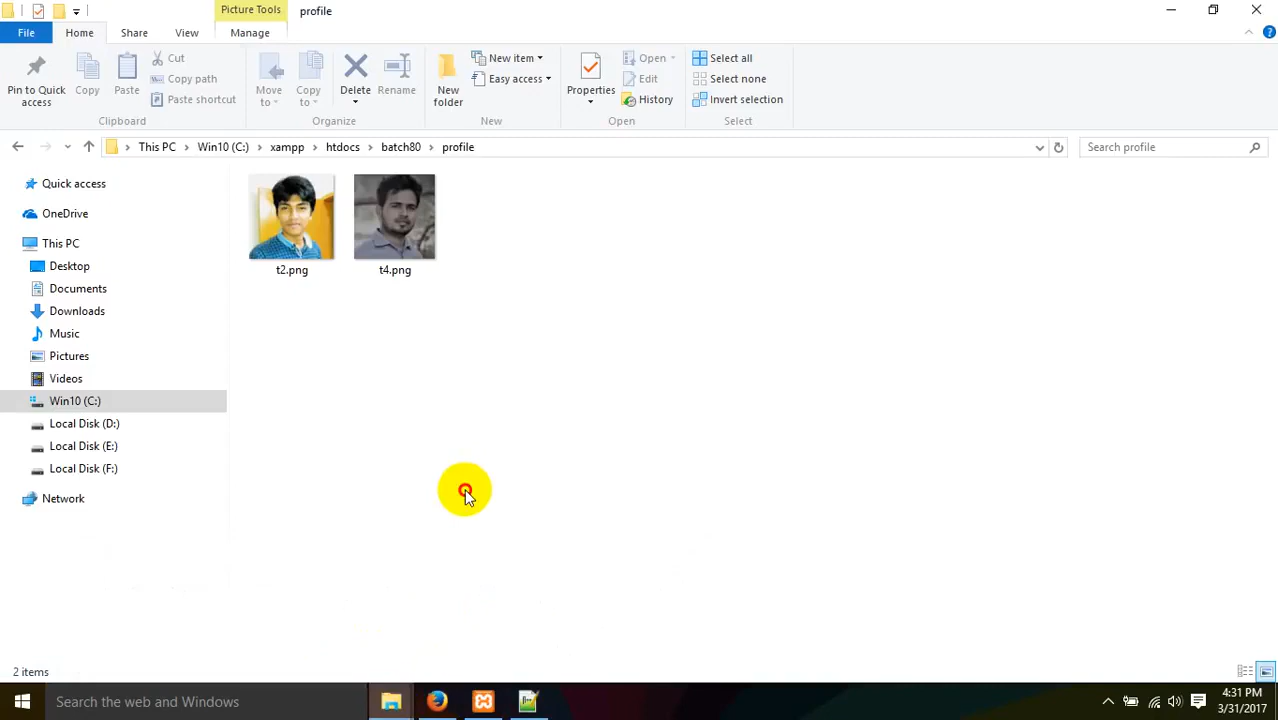 Picture Tools
profile
File
Home
Share
View
Manage
Pin to Quick access
Copy
Paste
Cut
Copy path
Paste shortcut
Clipboard
Move to
Copy to
Delete
Rename
Organize
New folder
New item
Easy access
New
Properties
Open
Edit
History
Open
Select all
Select none
Invert selection
Select
This PC
Win10 (C:)
xampp
htdocs
batch80
profile
Search profile
Quick access
OneDrive
This PC
Desktop
Documents
Downloads
Music
Pictures
Videos
Win10 (C:)
Local Disk (D:)
Local Disk (E:)
Local Disk (F:)
Network
t2.png
t4.png
2 items
Search the web and Windows
4:31 PM
3/31/2017